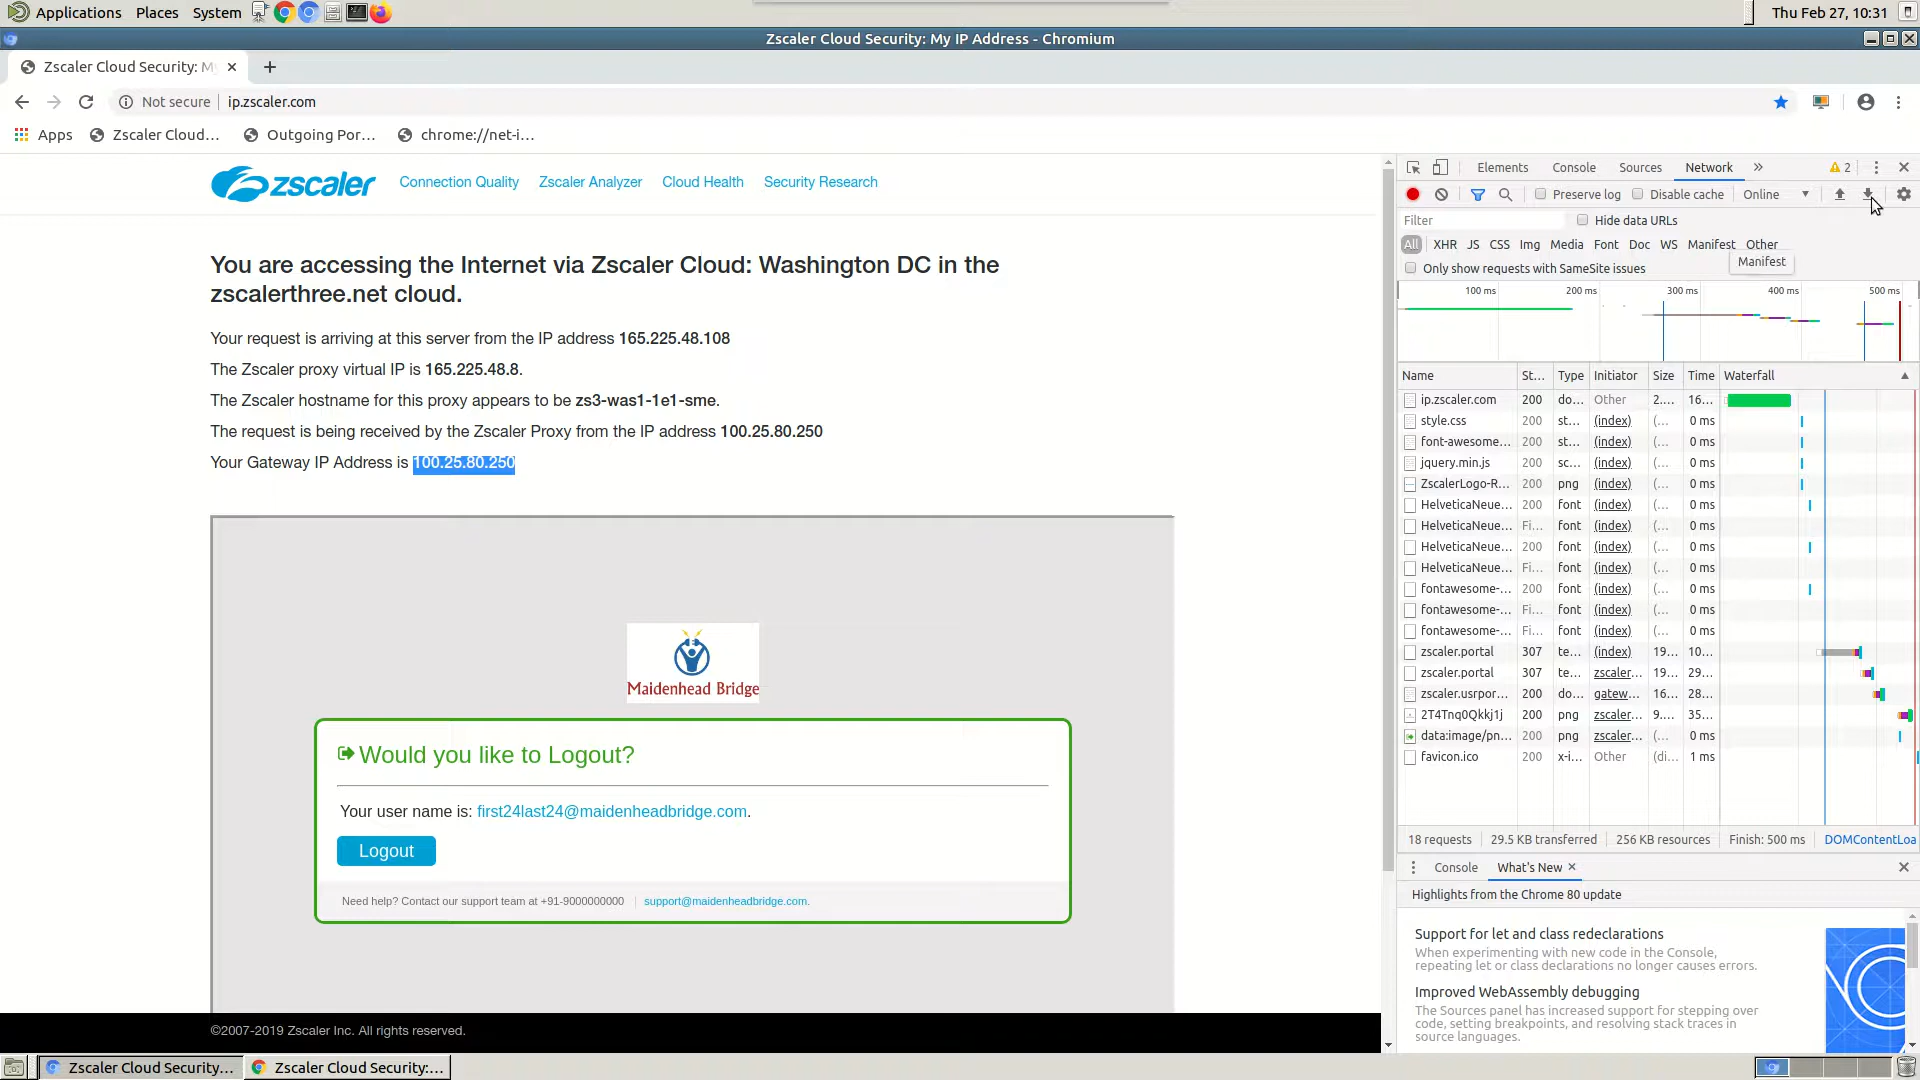 Applications Places System
Thu Feb 27, 10:31
Zscaler Cloud Security: My IP Address - Chromium
Zscaler Cloud Security: My
Not secure | ip.zscaler.com
Apps Zscaler Cloud... Outgoing Por... chrome://net-i...
zscaler Connection Quality Zscaler Analyzer Cloud Health Security Research
You are accessing the Internet via Zscaler Cloud: Washington DC in the
zscalerthree.net cloud.
Your request is arriving at this server from the IP address 165.225.48.108
The Zscaler proxy virtual IP is 165.225.48.8.
The Zscaler hostname for this proxy appears to be zs3-was1-1e1-sme.
The request is being received by the Zscaler Proxy from the IP address 100.25.80.250
Your Gateway IP Address is 100.25.80.250
Maidenhead Bridge
Would you like to Logout?
Your user name is: first24last24@maidenheadbridge.com.
Logout
Need help? Contact our support team at +91-9000000000 | support@maidenheadbridge.com.
©2007-2019 Zscaler Inc. All rights reserved.
Elements Console Sources Network » 2
Preserve log Disable cache Online
Filter Hide data URLs
All XHR JS CSS Img Media Font Doc WS Manifest Other
Manifest
Only show requests with SameSite issues
100 ms 200 ms 300 ms 400 ms 500 ms
Name St... Type Initiator Size Time Waterfall
ip.zscaler.com 200 do... Other 2.... 16...
style.css 200 st... (index) (... 0 ms
font-awesome... 200 st... (index) (... 0 ms
jquery.min.js 200 sc... (index) (... 0 ms
ZscalerLogo-R... 200 png (index) (... 0 ms
HelveticaNeue... 200 font (index) (... 0 ms
HelveticaNeue... Fi... font (index) (... 0 ms
HelveticaNeue... 200 font (index) (... 0 ms
HelveticaNeue... Fi... font (index) (... 0 ms
fontawesome-... 200 font (index) (... 0 ms
fontawesome-... Fi... font (index) (... 0 ms
fontawesome-... Fi... font (index) (... 0 ms
zscaler.portal 307 te... (index) 19... 10...
zscaler.portal 307 te... zscaler... 19... 29...
zscaler.usrpor... 200 do... gatew... 16... 28...
2T4Tnq0Qkkj1j 200 png zscaler... 9.... 35...
data:image/pn... 200 png zscaler... (... 0 ms
favicon.ico 200 x-i... Other (di... 1 ms
18 requests 29.5 KB transferred 256 KB resources Finish: 500 ms DOMContentLoa
Console What's New
Highlights from the Chrome 80 update
Support for let and class redeclarations
When experimenting with new code in the Console,
repeating let or class declarations no longer causes errors.
Improved WebAssembly debugging
The Sources panel has increased support for stepping over
code, setting breakpoints, and resolving stack traces in
source languages.
Zscaler Cloud Security... Zscaler Cloud Security:...